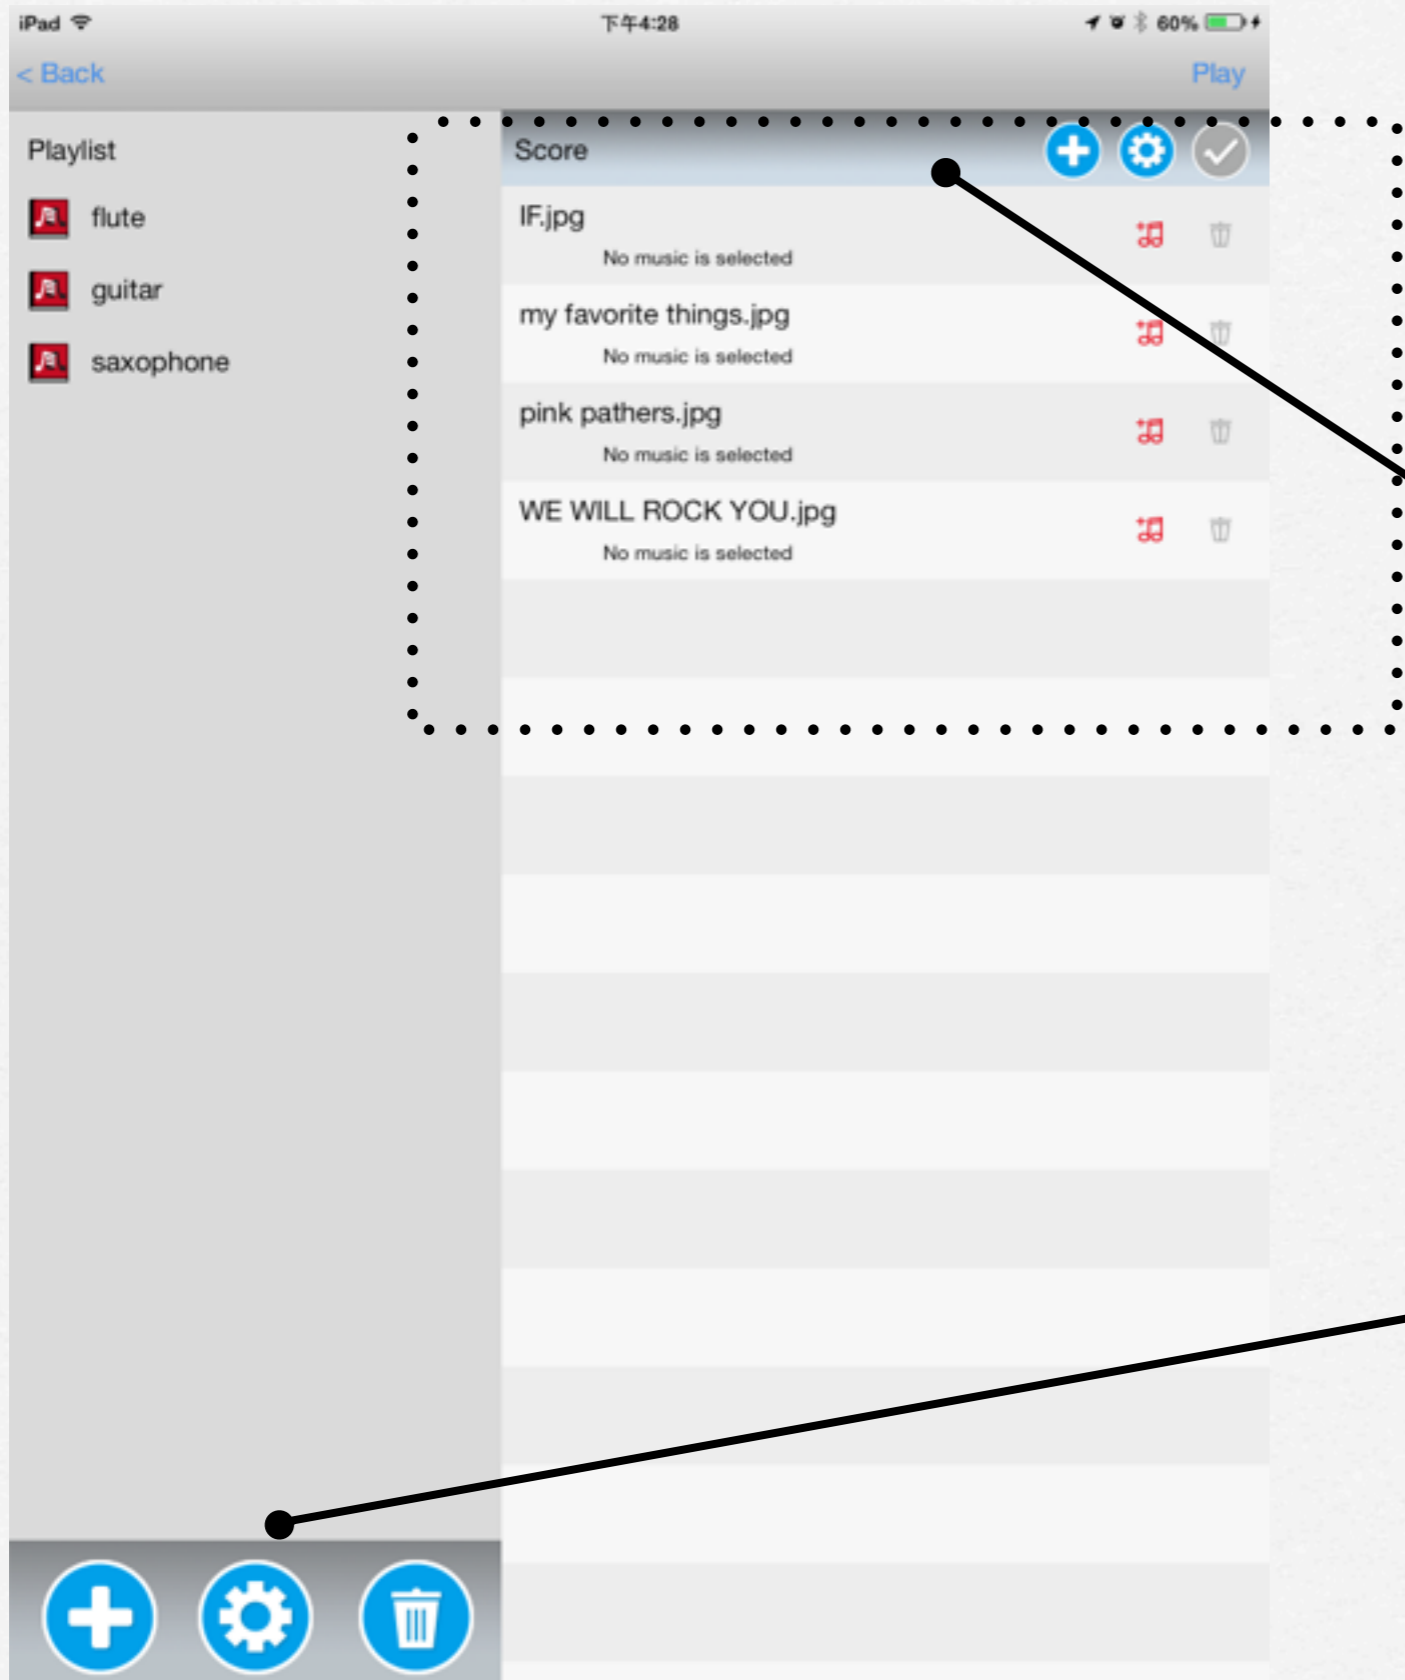 iPad 下午4:28 60%
< Back Play
Playlist
flute
guitar
saxophone
Score
IF.jpg
No music is selected
my favorite things.jpg
No music is selected
pink pathers.jpg
No music is selected
WE WILL ROCK YOU.jpg
No music is selected